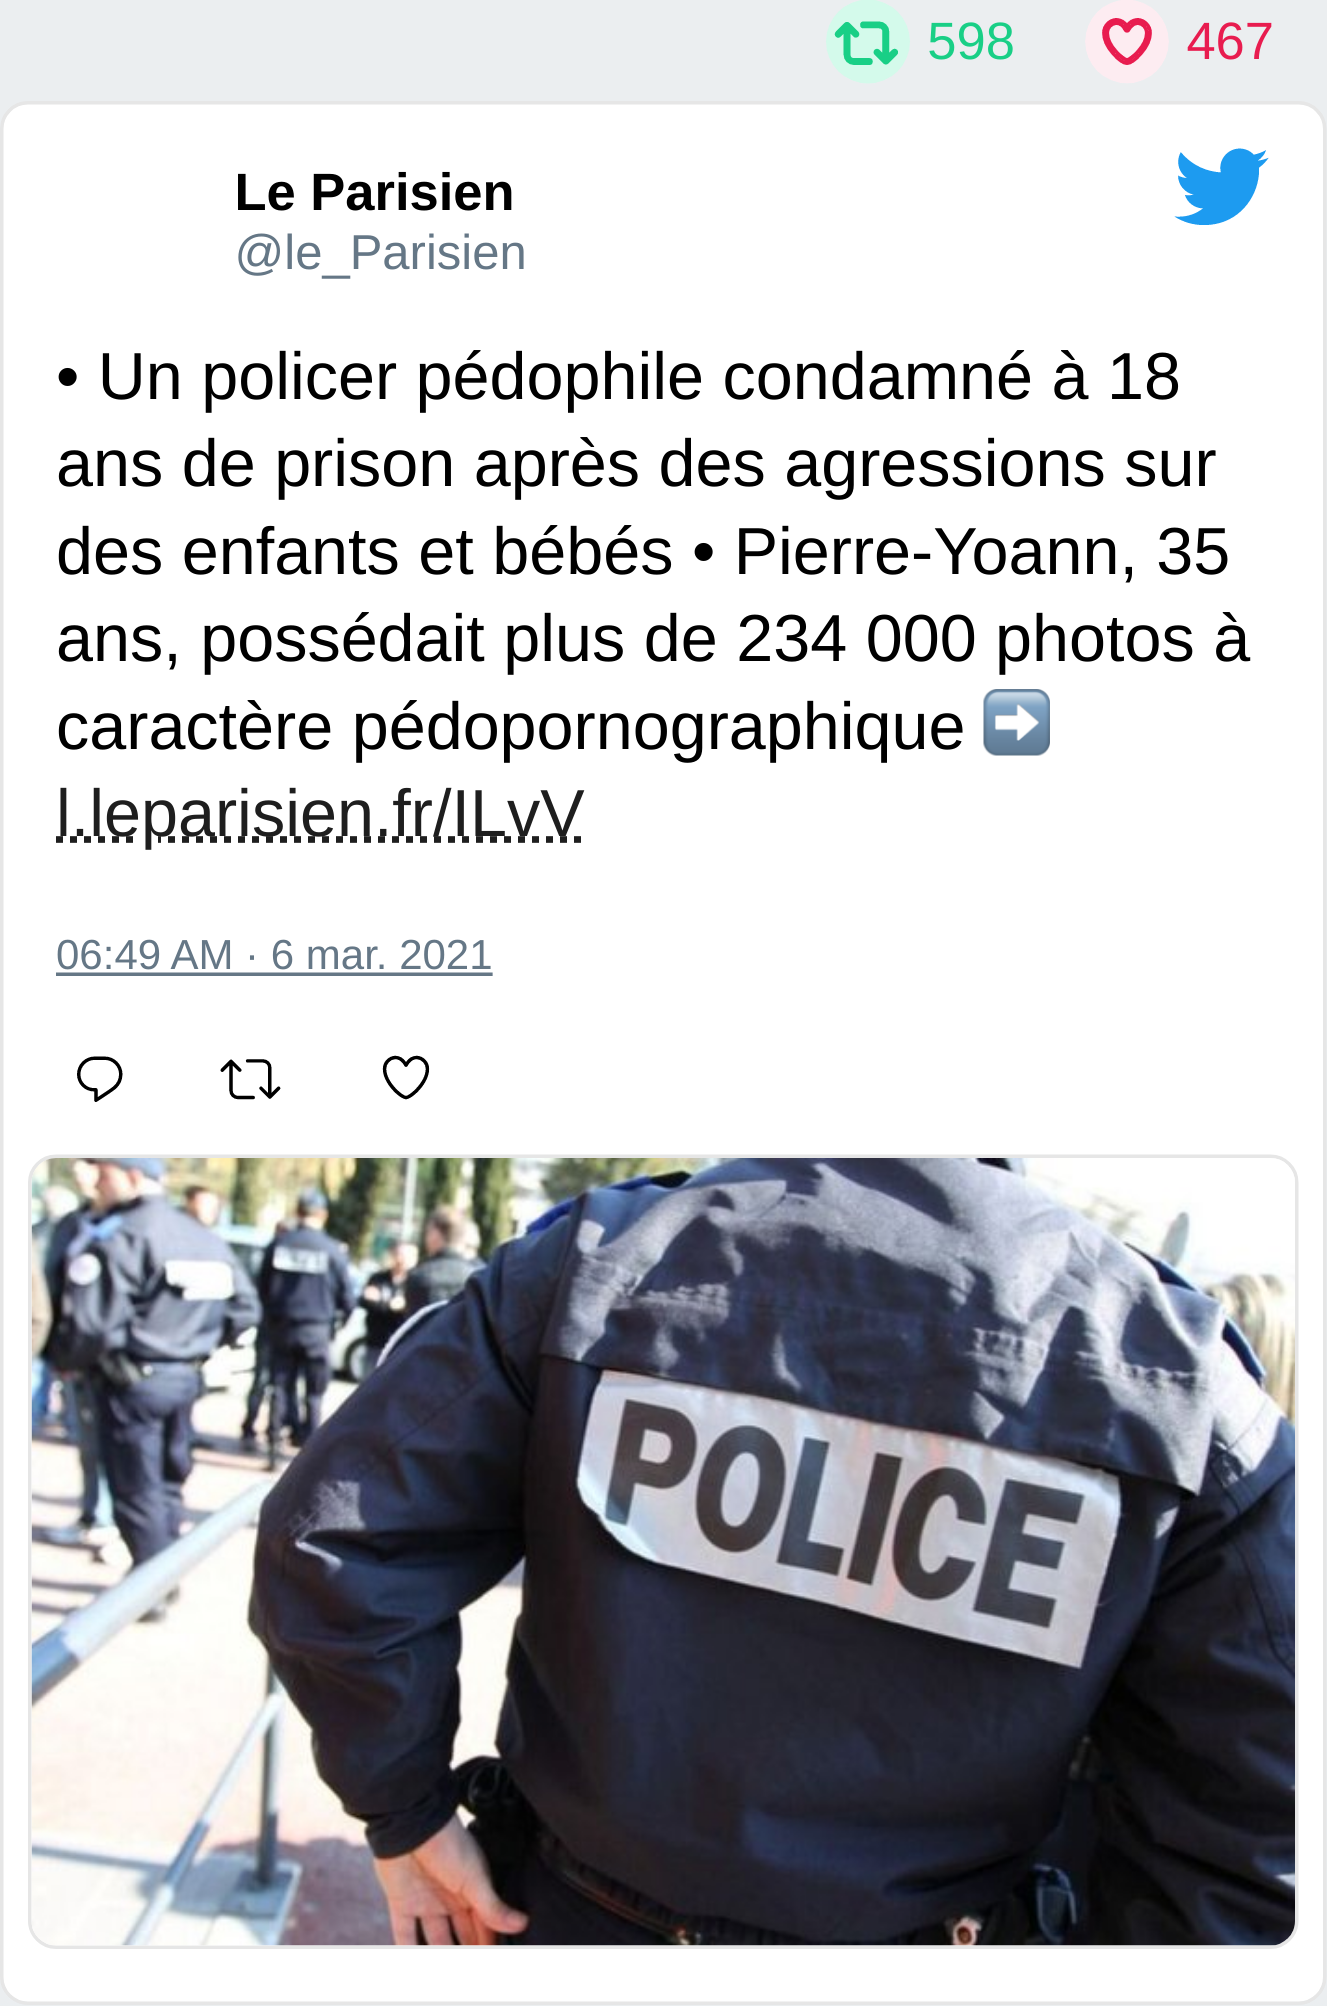 598 467
Le Parisien
@le_Parisien
• Un policer pédophile condamné à 18
ans de prison après des agressions sur
des enfants et bébés • Pierre-Yoann, 35
ans, possédait plus de 234 000 photos à
caractère pédopornographique ➡️
l.leparisien.fr/ILvV
06:49 AM · 6 mar. 2021
POLICE